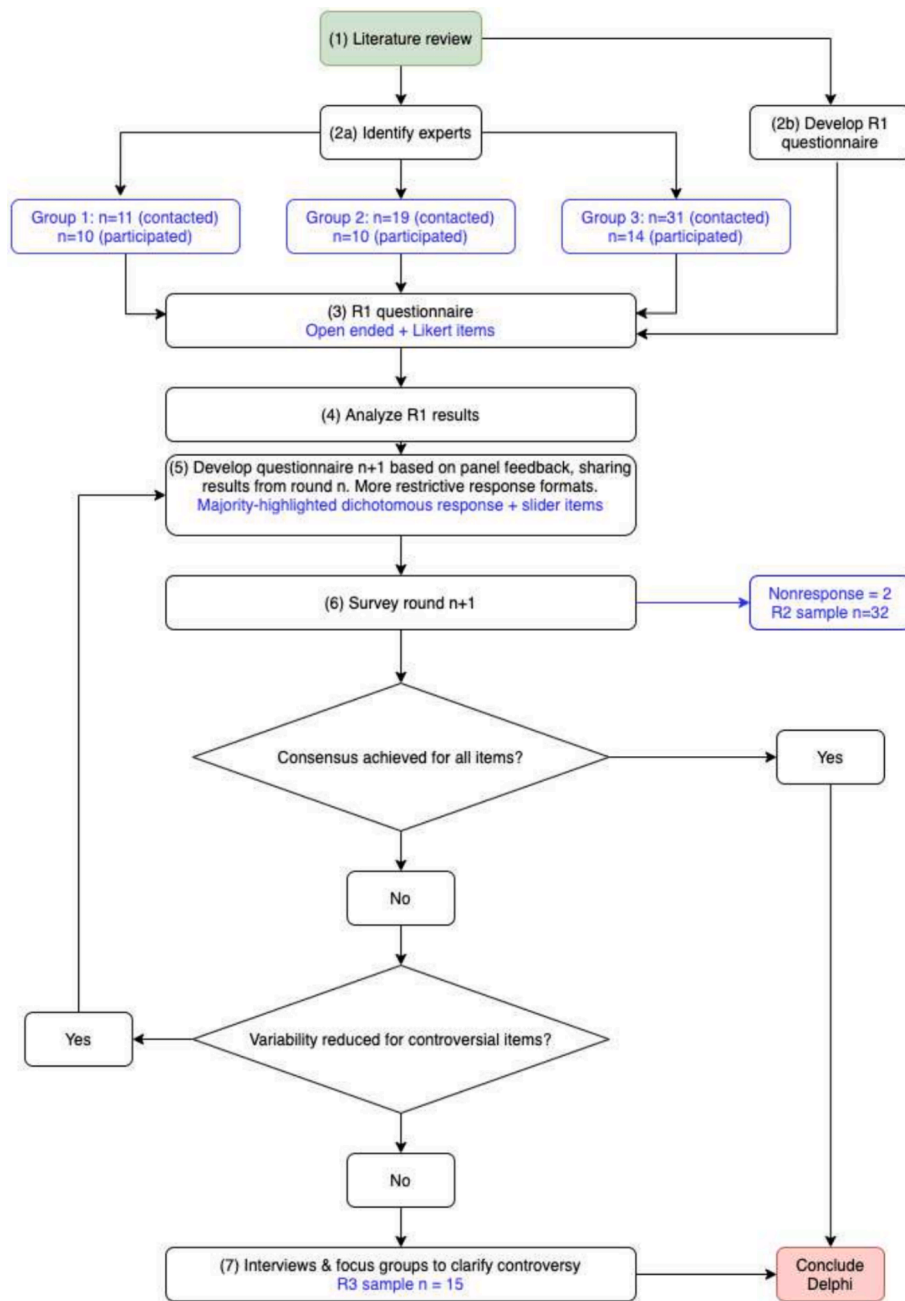 (1) Literature review
(2a) Identify experts
(2b) Develop R1
questionnaire
Group 1: n=11 (contacted)
n=10 (participated)
Group 2: n=19 (contacted)
n=10 (participated)
Group 3: n=31 (contacted)
n=14 (participated)
(3) R1 questionnaire
Open ended + Likert items
(4) Analyze R1 results
(5) Develop questionnaire n+1 based on panel feedback, sharing
results from round n. More restrictive response formats.
Majority-highlighted dichotomous response + slider items
(6) Survey round n+1
Nonresponse = 2
R2 sample n=32
Consensus achieved for all items?
Yes
No
Variability reduced for controversial items?
Yes
No
(7) Interviews & focus groups to clarify controversy
R3 sample n = 15
Conclude
Delphi